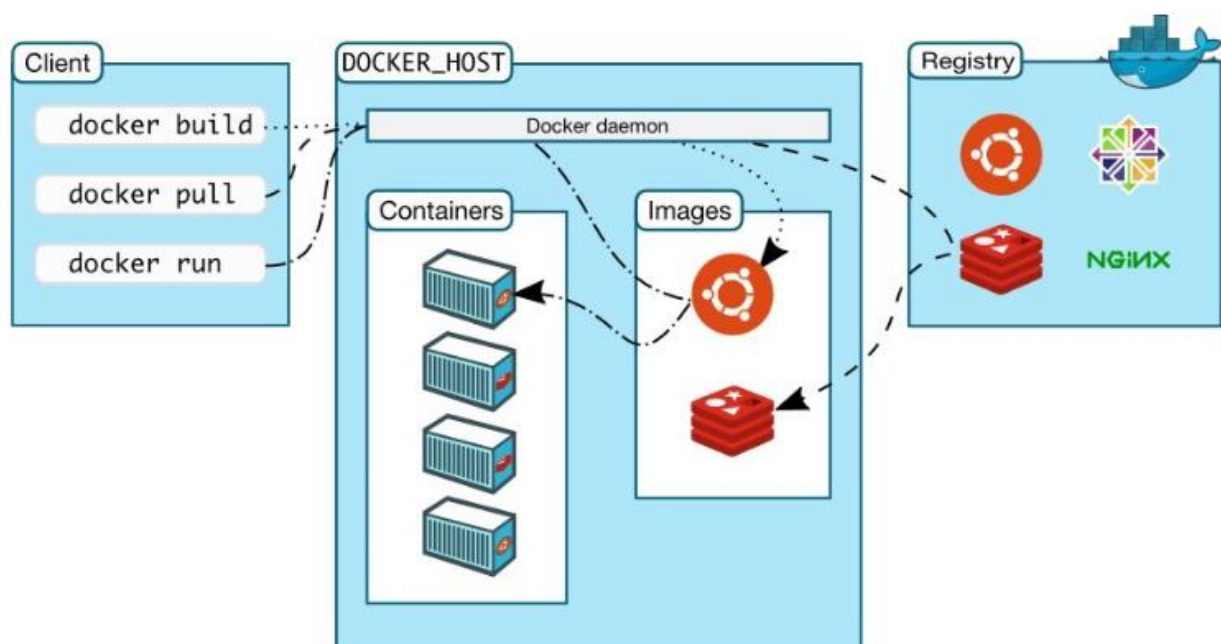 Client
docker build
docker pull
docker run
DOCKER_HOST
Docker daemon
Containers
Images
Registry
NGiNX